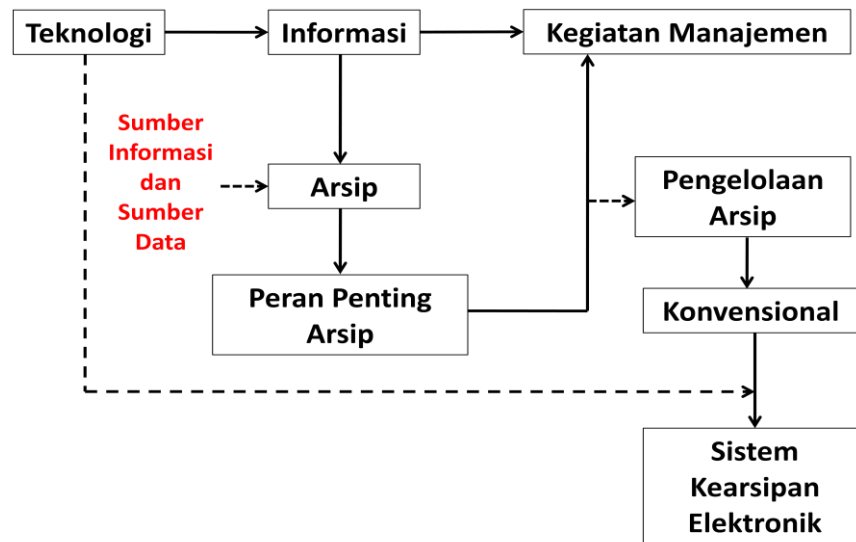 Teknologi
Informasi
Kegiatan Manajemen
Sumber
Informasi
dan
Sumber
Data
Arsip
Pengelolaan
Arsip
Peran Penting
Arsip
Konvensional
Sistem
Kearsipan
Elektronik